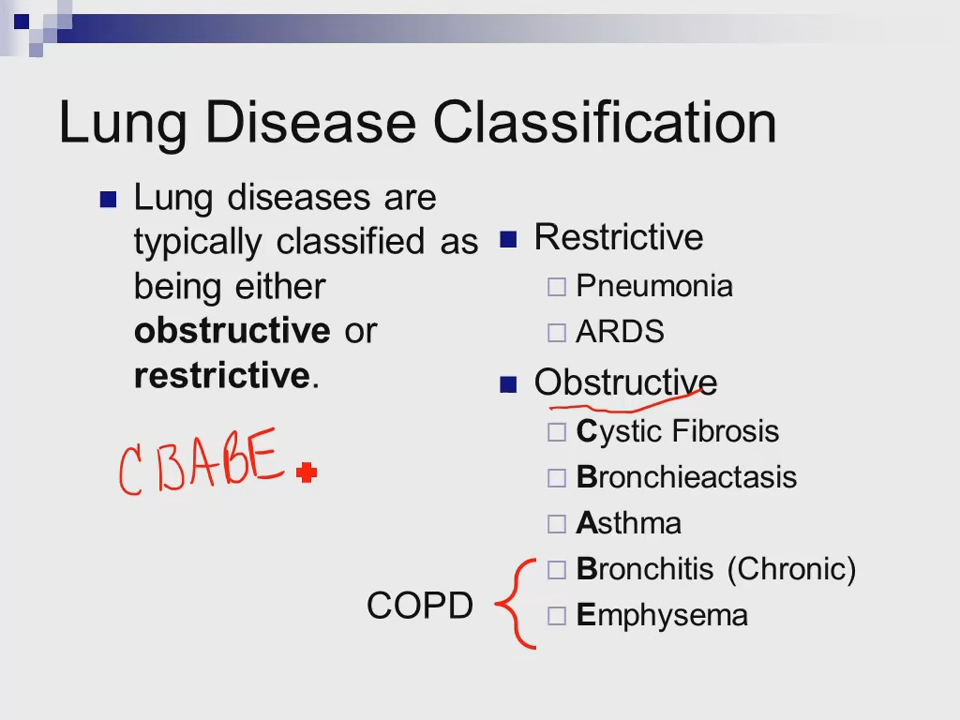 Lung Disease Classification
Lung diseases are
typically classified as
being either
obstructive or
restrictive.
CBABE
Restrictive
Pneumonia
ARDS
Obstructive
Cystic Fibrosis
Bronchieactasis
Asthma
Bronchitis (Chronic)
Emphysema
COPD